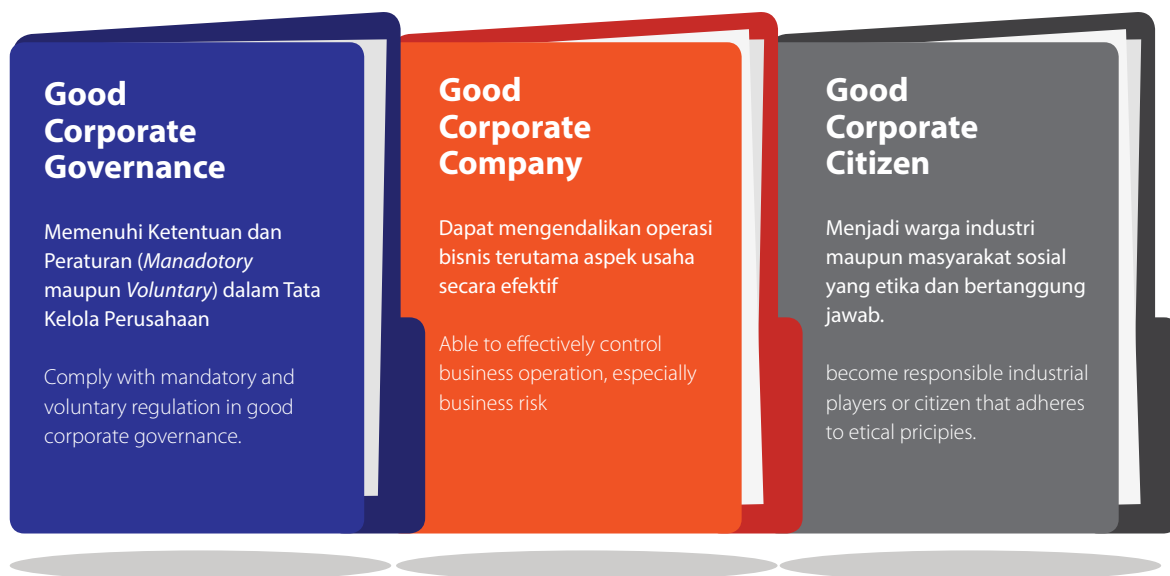 Good
Corporate
Governance
Memenuhi Ketentuan dan
Peraturan (Manadotory
maupun Voluntary) dalam Tata
Kelola Perusahaan
Comply with mandatory and
voluntary regulation in good
corporate governance.
Good
Corporate
Company
Dapat mengendalikan operasi
bisnis terutama aspek usaha
secara efektif
Able to effectively control
business operation, especially
business risk
Good
Corporate
Citizen
Menjadi warga industri
maupun masyarakat sosial
yang etika dan bertanggung
jawab.
become responsible industrial
players or citizen that adheres
to etical pricipies.